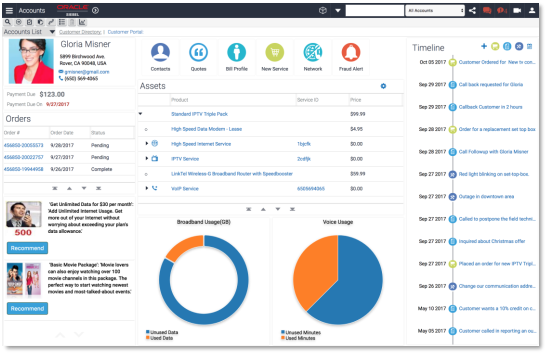 Accounts
ORACLE
SIEBEL
All Accounts
Accounts List
Customer Directory
Customer Portal
Gloria Misner
5899 Birchwood Ave.
Rover, CA 90048, USA
gmisner@gmail.com
(650) 569-4065
Payment Due $123.00
Payment Due On 9/27/2017
Orders
Order # Order Date Status
456850-20055573 9/28/2017 Pending
456850-20022757 9/27/2017 Pending
456850-19944958 9/26/2017 Complete
'Get Unlimited Data for $30 per month'.
'Add Unlimited Internet Usage. Get
more out of your internet without
worrying about exceeding your plan's
data allowance.'
500
Recommend
'Basic Movie Package': 'Movie lovers
can also enjoy watching over 100
movie channels in this package. The
perfect way to start watching newest
movies and most-talked-about events.'
Recommend
Contacts
Quotes
Bill Profile
New Service
Network
Fraud Alert
Assets
Product Service ID Price
Standard IPTV Triple Pack $99.99
High Speed Data Modem - Lease $4.95
High Speed Internet Service $0.00
IPTV Service $0.00
LinkTel Wireless-G Broadband Router with Speedbooster $59.99
VoIP Service 6505694065 $0.00
Broadband Usage(GB)
Unused Data
Used Data
Voice Usage
Unused Minutes
Used Minutes
Timeline
Oct 05 2017 Customer Ordered for New to con...
Sep 29 2017 Call back requested for Gloria
Sep 29 2017 Callback Customer in 2 hours
Sep 28 2017 Order for a replacement set top box
Sep 28 2017 Call Followup with Gloria Misner
Sep 27 2017 Red light blinking on set-top-box.
Sep 27 2017 Outage in downtown area
Sep 27 2017 Called to postpone the field techni...
Sep 27 2017 Inquired about Christmas offer
Sep 27 2017 Placed an order for new IPTV Tripl...
Sep 26 2017 Change our communication addre...
May 10 2017 Customer wants a 10% credit on c...
May 05 2017 Customer called in reporting an ou...